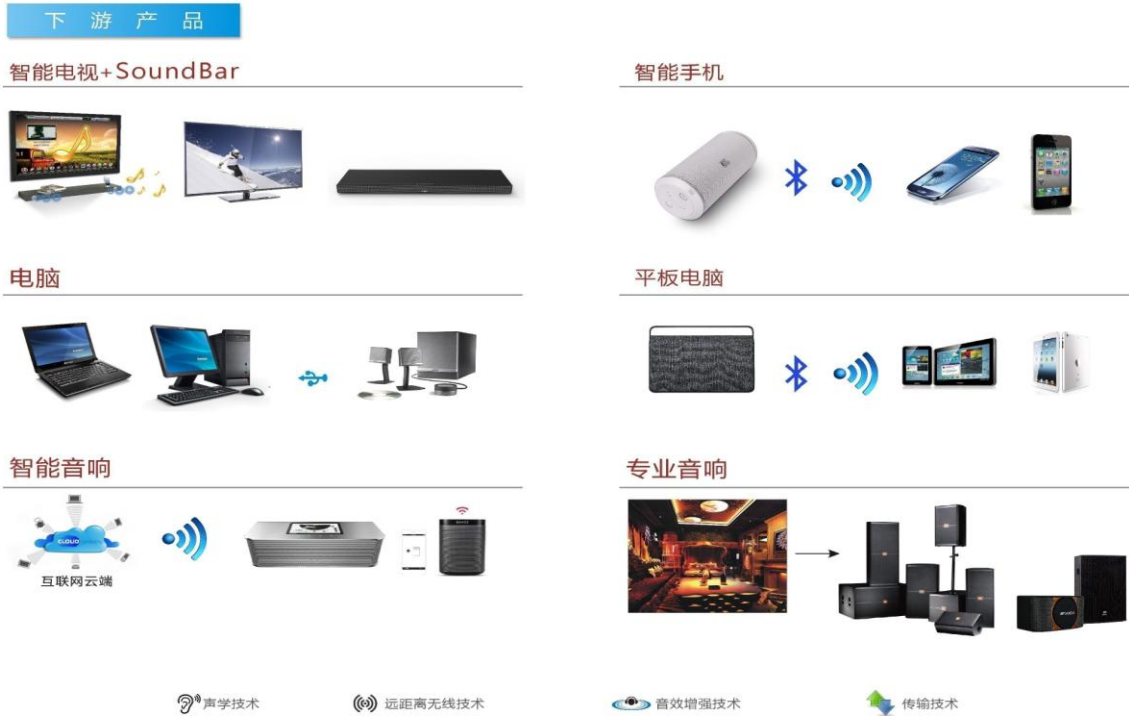 下游产品
智能电视+SoundBar
智能手机
电脑
平板电脑
智能音响
专业音响
CLOUD
互联网云端
声学技术
远距离无线技术
音效增强技术
传输技术